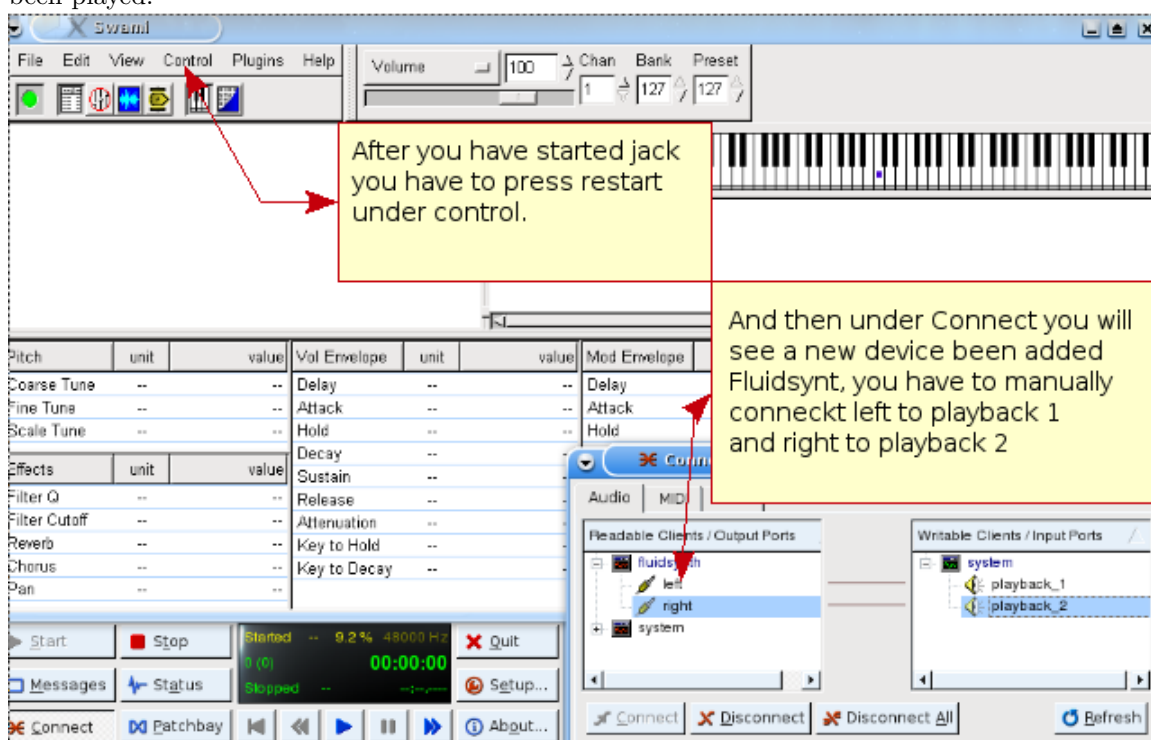 been played.
Swami
File Edit View Control Plugins Help
Volume 100 Chan Bank Preset
1 127 127
After you have started jack
you have to press restart
under control.
And then under Connect you will
see a new device been added
Fluidsynt, you have to manually
conneckt left to playback 1
and right to playback 2
Pitch unit value Vol Envelope unit value Mod Envelope
Coarse Tune -- -- Delay -- -- Delay
Fine Tune -- -- Attack -- -- Attack
Scale Tune -- -- Hold -- -- Hold
Decay --
Effects unit value Sustain --
Filter Q -- -- Release --
Filter Cutoff -- -- Attenuation --
Reverb -- -- Key to Hold --
Chorus -- -- Key to Decay --
Pan -- --
Audio MIDI
Readable Clients / Output Ports Writable Clients / Input Ports
fluidsynth system
left playback_1
right playback_2
system
Start Stop Started -- 9.2 % 48000 Hz Quit
0 (0) 00:00:00
Messages Status Stopped -- --:--.---- Setup...
Connect Patchbay About...
Connect Disconnect Disconnect All Refresh